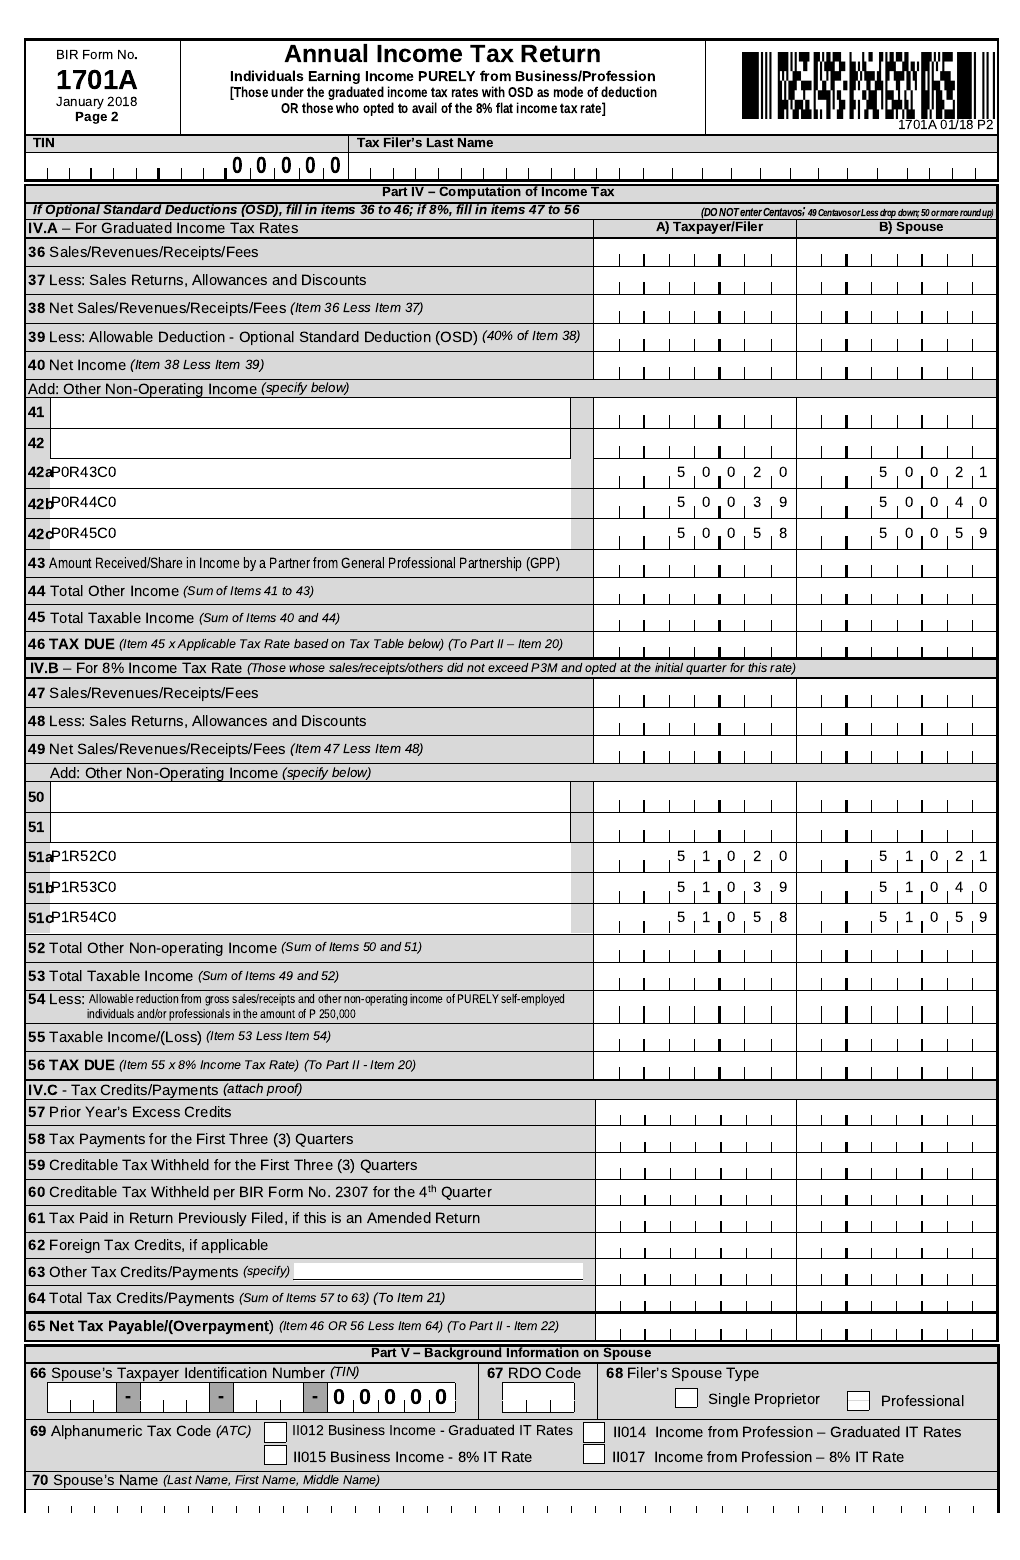 BIR Form No.
1701A
January 2018
Page 2
Annual Income Tax Return
Individuals Earning Income PURELY from Business/Profession
[Those under the graduated income tax rates with OSD as mode of deduction
OR those who opted to avail of the 8% flat income tax rate]
1701A 01/18 P2
TIN Tax Filer's Last Name
0 0 0 0 0
Part IV – Computation of Income Tax
If Optional Standard Deductions (OSD), fill in items 36 to 46; if 8%, fill in items 47 to 56 (DO NOT enter Centavos; 49 Centavos or Less drop down; 50 or more round up)
IV.A – For Graduated Income Tax Rates A) Taxpayer/Filer B) Spouse
36 Sales/Revenues/Receipts/Fees
37 Less: Sales Returns, Allowances and Discounts
38 Net Sales/Revenues/Receipts/Fees (Item 36 Less Item 37)
39 Less: Allowable Deduction - Optional Standard Deduction (OSD) (40% of Item 38)
40 Net Income (Item 38 Less Item 39)
Add: Other Non-Operating Income (specify below)
41
42
42a P0R43C0 5 0 0 2 0 5 0 0 2 1
42b P0R44C0 5 0 0 3 9 5 0 0 4 0
42c P0R45C0 5 0 0 5 8 5 0 0 5 9
43 Amount Received/Share in Income by a Partner from General Professional Partnership (GPP)
44 Total Other Income (Sum of Items 41 to 43)
45 Total Taxable Income (Sum of Items 40 and 44)
46 TAX DUE (Item 45 x Applicable Tax Rate based on Tax Table below) (To Part II – Item 20)
IV.B – For 8% Income Tax Rate (Those whose sales/receipts/others did not exceed P3M and opted at the initial quarter for this rate)
47 Sales/Revenues/Receipts/Fees
48 Less: Sales Returns, Allowances and Discounts
49 Net Sales/Revenues/Receipts/Fees (Item 47 Less Item 48)
Add: Other Non-Operating Income (specify below)
50
51
51a P1R52C0 5 1 0 2 0 5 1 0 2 1
51b P1R53C0 5 1 0 3 9 5 1 0 4 0
51c P1R54C0 5 1 0 5 8 5 1 0 5 9
52 Total Other Non-operating Income (Sum of Items 50 and 51)
53 Total Taxable Income (Sum of Items 49 and 52)
54 Less: Allowable reduction from gross sales/receipts and other non-operating income of PURELY self-employed
individuals and/or professionals in the amount of P 250,000
55 Taxable Income/(Loss) (Item 53 Less Item 54)
56 TAX DUE (Item 55 x 8% Income Tax Rate) (To Part II - Item 20)
IV.C - Tax Credits/Payments (attach proof)
57 Prior Year's Excess Credits
58 Tax Payments for the First Three (3) Quarters
59 Creditable Tax Withheld for the First Three (3) Quarters
60 Creditable Tax Withheld per BIR Form No. 2307 for the 4th Quarter
61 Tax Paid in Return Previously Filed, if this is an Amended Return
62 Foreign Tax Credits, if applicable
63 Other Tax Credits/Payments (specify)
64 Total Tax Credits/Payments (Sum of Items 57 to 63) (To Item 21)
65 Net Tax Payable/(Overpayment) (Item 46 OR 56 Less Item 64) (To Part II - Item 22)
Part V – Background Information on Spouse
66 Spouse's Taxpayer Identification Number (TIN) 67 RDO Code 68 Filer's Spouse Type
- - - 0 0 0 0 0 Single Proprietor Professional
69 Alphanumeric Tax Code (ATC) II012 Business Income - Graduated IT Rates II014 Income from Profession – Graduated IT Rates
II015 Business Income - 8% IT Rate II017 Income from Profession – 8% IT Rate
70 Spouse's Name (Last Name, First Name, Middle Name)